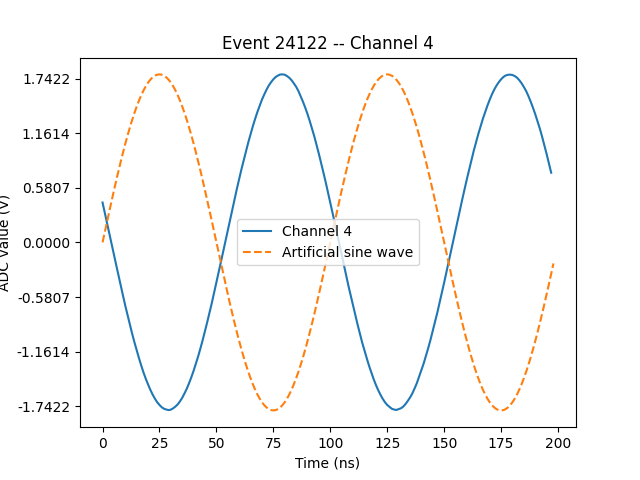 Event 24122 -- Channel 4
ADC Value (V)
1.7422
1.1614
0.5807
0.0000
-0.5807
-1.1614
-1.7422
Channel 4
Artificial sine wave
0 25 50 75 100 125 150 175 200
Time (ns)